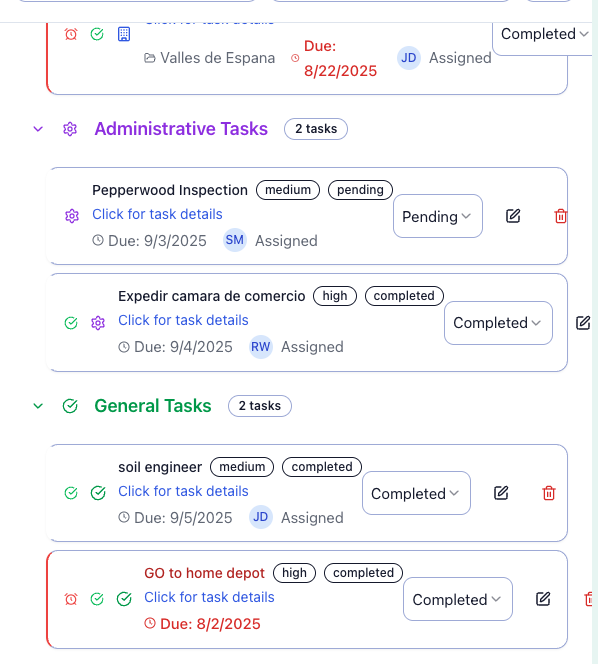 Click for task details
Completed
Valles de Espana
Due: 8/22/2025
JD Assigned
Administrative Tasks 2 tasks
Pepperwood Inspection medium pending
Click for task details
Pending
Due: 9/3/2025 SM Assigned
Expedir camara de comercio high completed
Click for task details
Completed
Due: 9/4/2025 RW Assigned
General Tasks 2 tasks
soil engineer medium completed
Click for task details
Completed
Due: 9/5/2025 JD Assigned
GO to home depot high completed
Click for task details
Completed
Due: 8/2/2025